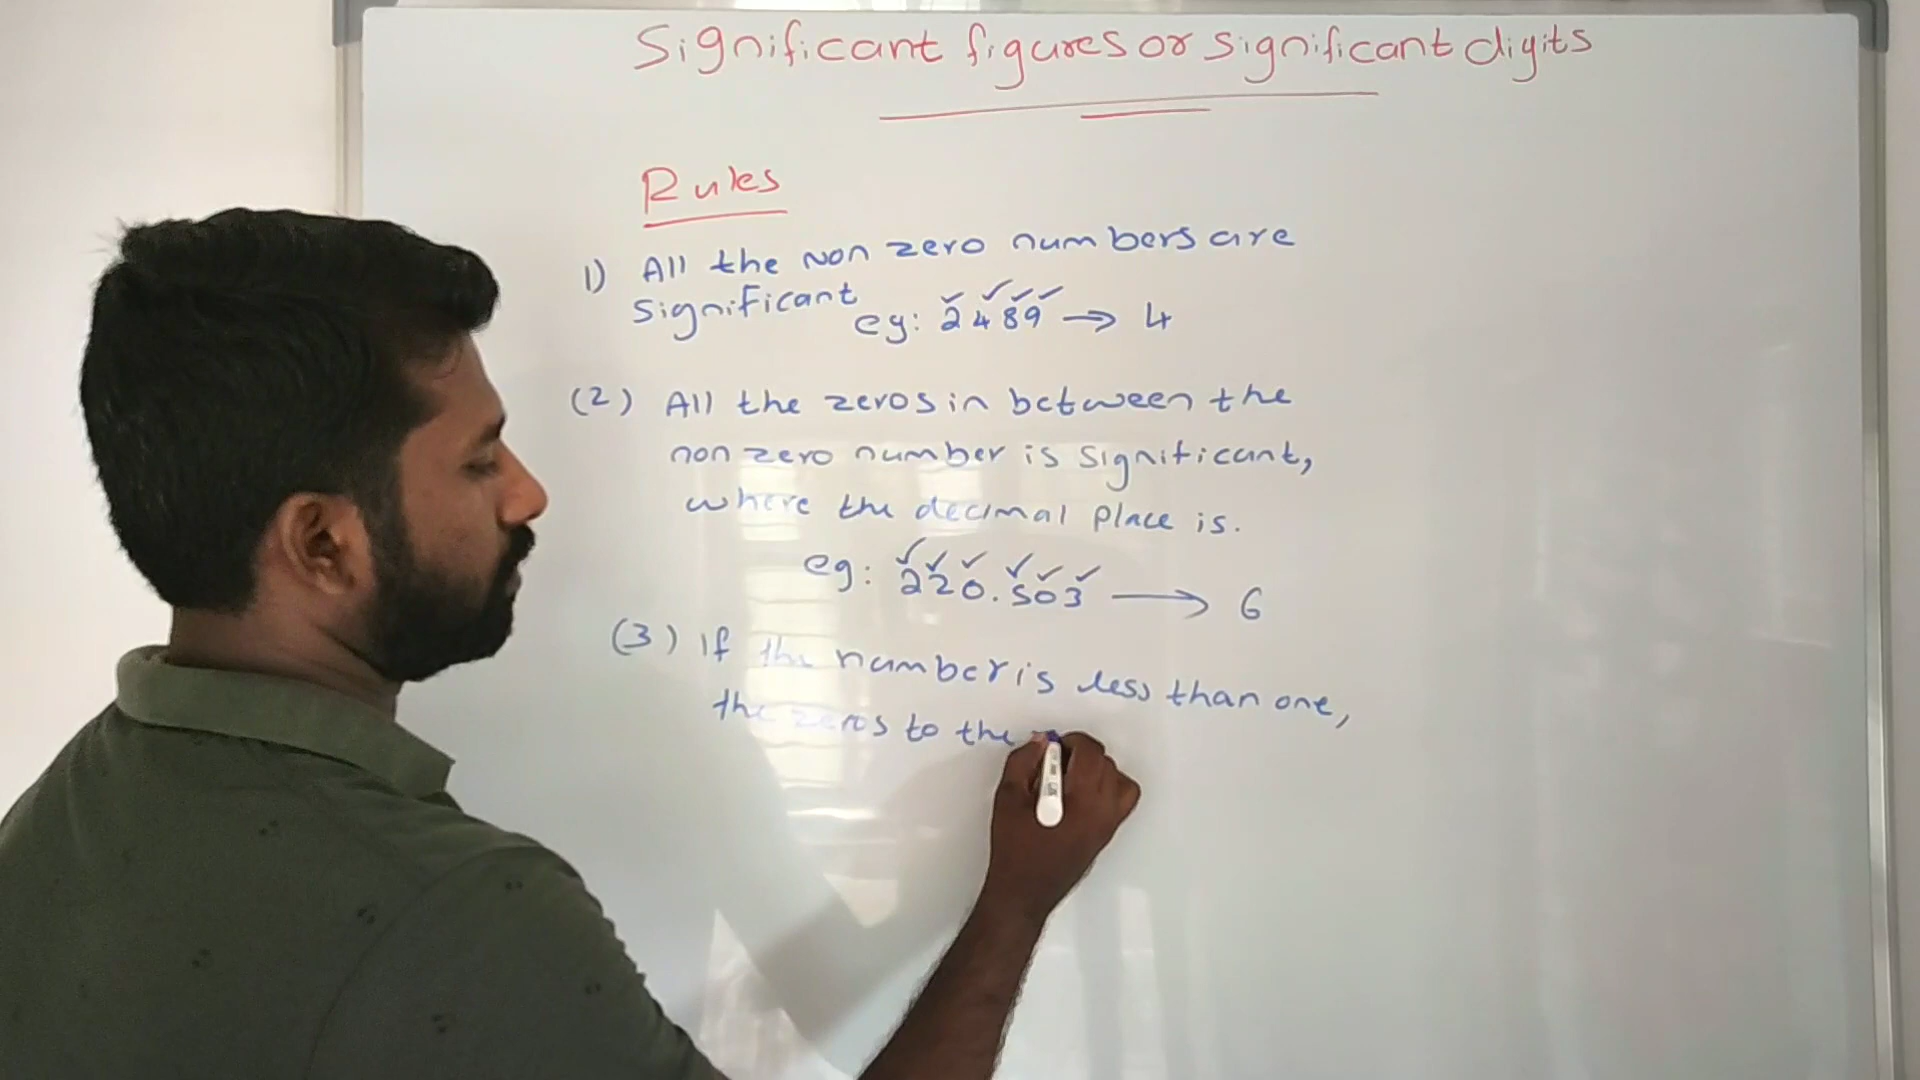 Significant figures or significant digits
Rules
1) All the non zero numbers are
significant
eg: 2489 → 4
(2) All the zeros in between the
non zero number is significant,
where the decimal place is.
eg: 220.503 → 6
(3) If the number is less than one,
the zeros to the